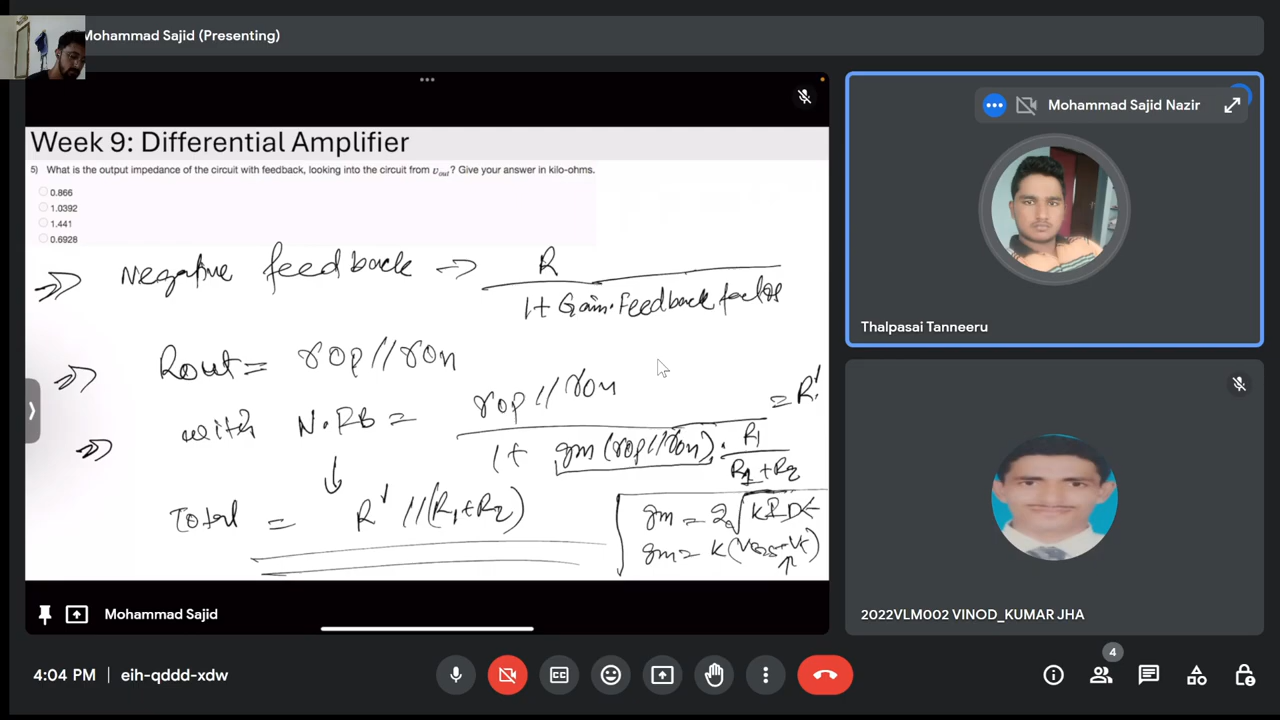 Mohammad Sajid (Presenting)
Week 9: Differential Amplifier
5) What is the output impedance of the circuit with feedback, looking into the circuit from vout? Give your answer in kilo-ohms.
0.866
1.0392
1.441
0.6928
Negative feedback → R
1+ Gain.Feedback factor
Rout = rop//ron
with N.FB = rop//ron = R'
1+ gm(rop//ron) . R1
R1+R2
Total = R' //(R1+R2)
gm = 2√KID
gm = K(VGS-Vt)
Mohammad Sajid
Mohammad Sajid Nazir
Thalpasai Tanneeru
2022VLM002 VINOD_KUMAR JHA
4:04 PM | eih-qddd-xdw
4